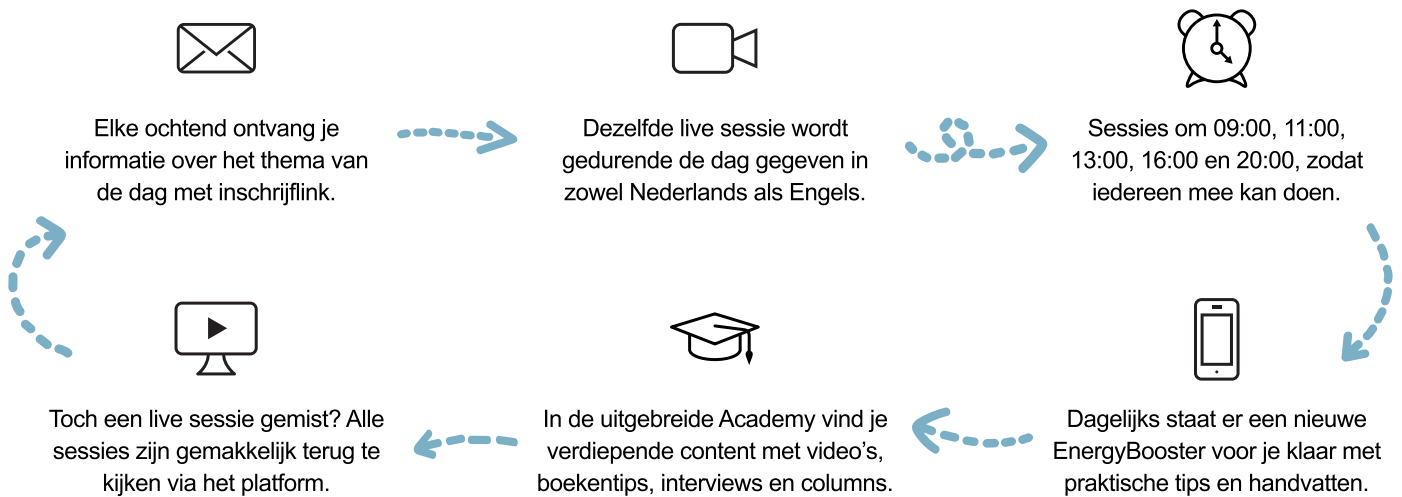 Elke ochtend ontvang je
informatie over het thema van
de dag met inschrijflink.
Dezelfde live sessie wordt
gedurende de dag gegeven in
zowel Nederlands als Engels.
Sessies om 09:00, 11:00,
13:00, 16:00 en 20:00, zodat
iedereen mee kan doen.
Dagelijks staat er een nieuwe
EnergyBooster voor je klaar met
praktische tips en handvatten.
In de uitgebreide Academy vind je
verdiepende content met video’s,
boekentips, interviews en columns.
Toch een live sessie gemist? Alle
sessies zijn gemakkelijk terug te
kijken via het platform.